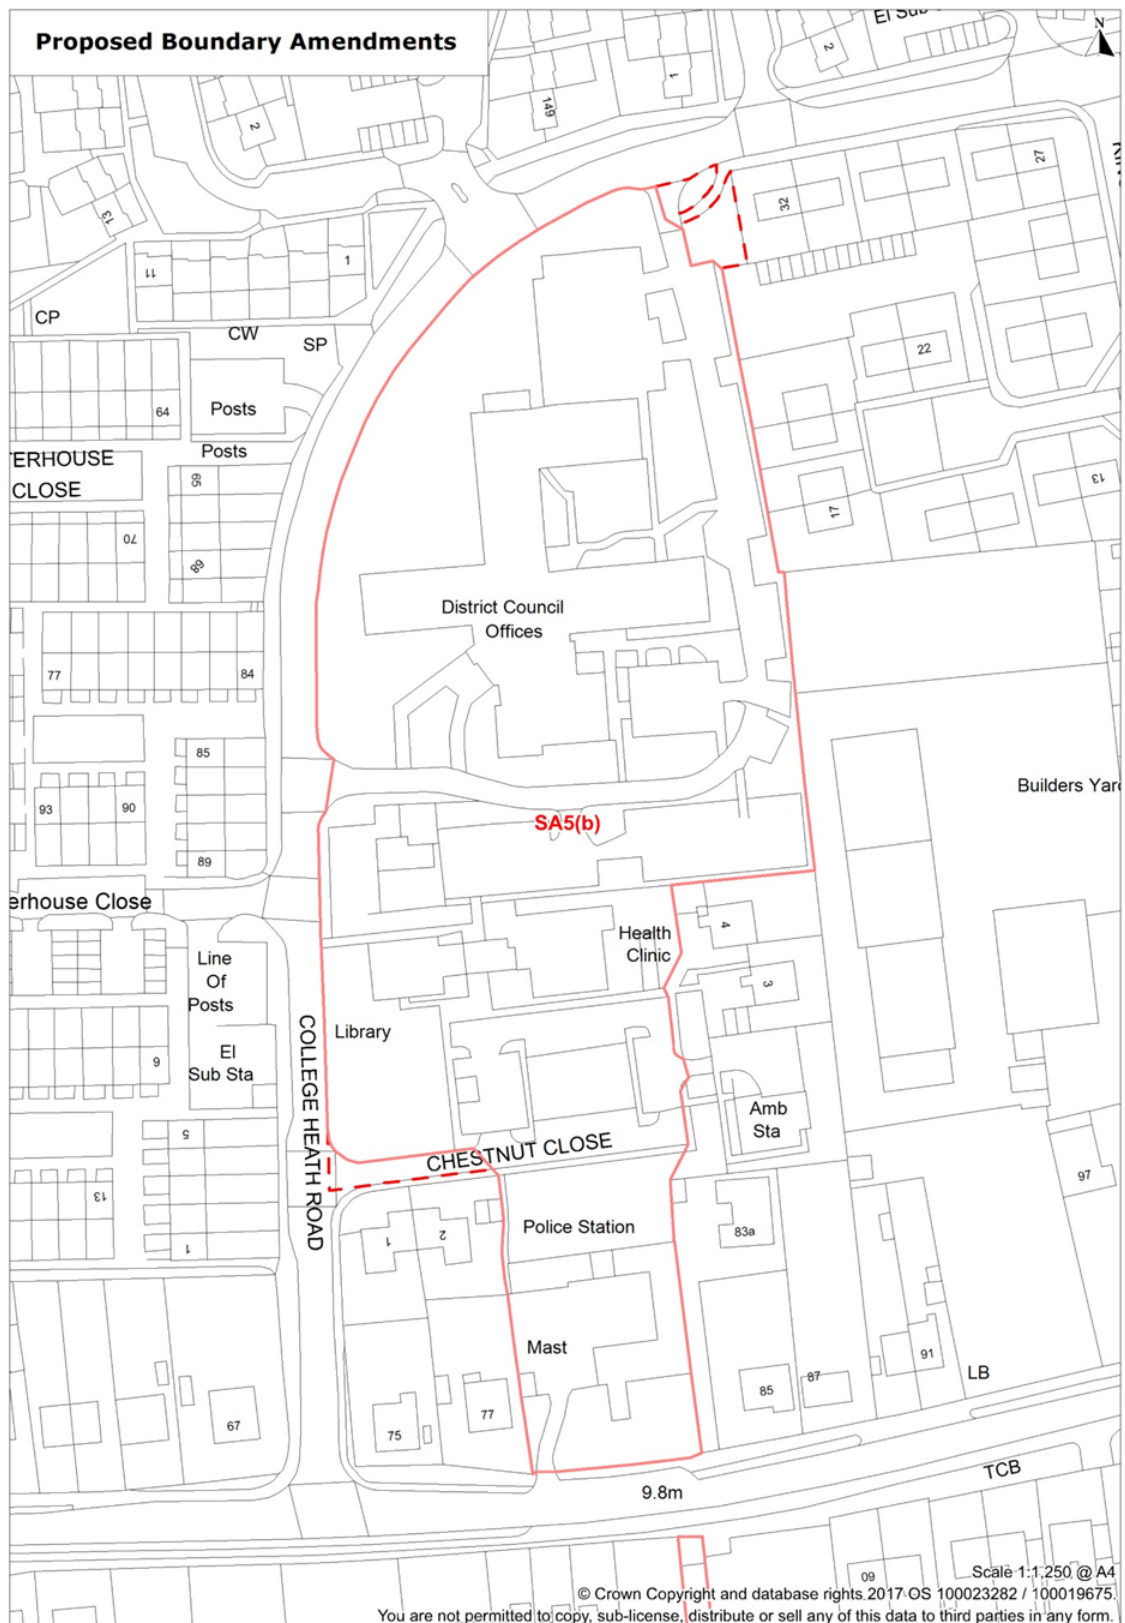 Proposed Boundary Amendments
N
2
1
149
2
27
32
13
11
1
CP
CW
SP
22
64
Posts
Posts
TERHOUSE
CLOSE
65
13
17
70
68
District Council
Offices
77
84
85
93
90
Builders Yard
SA5(b)
89
erhouse Close
4
Health
Clinic
Line
Of
Posts
3
Library
El
Sub Sta
9
COLLEGE HEATH ROAD
Amb
Sta
5
CHESTNUT CLOSE
97
13
Police Station
83a
1
2
1
Mast
91
LB
85
87
77
67
75
TCB
9.8m
09
Scale 1:1,250 @ A4
© Crown Copyright and database rights 2017 OS 100023282 / 100019675.
You are not permitted to copy, sub-license, distribute or sell any of this data to third parties in any form.